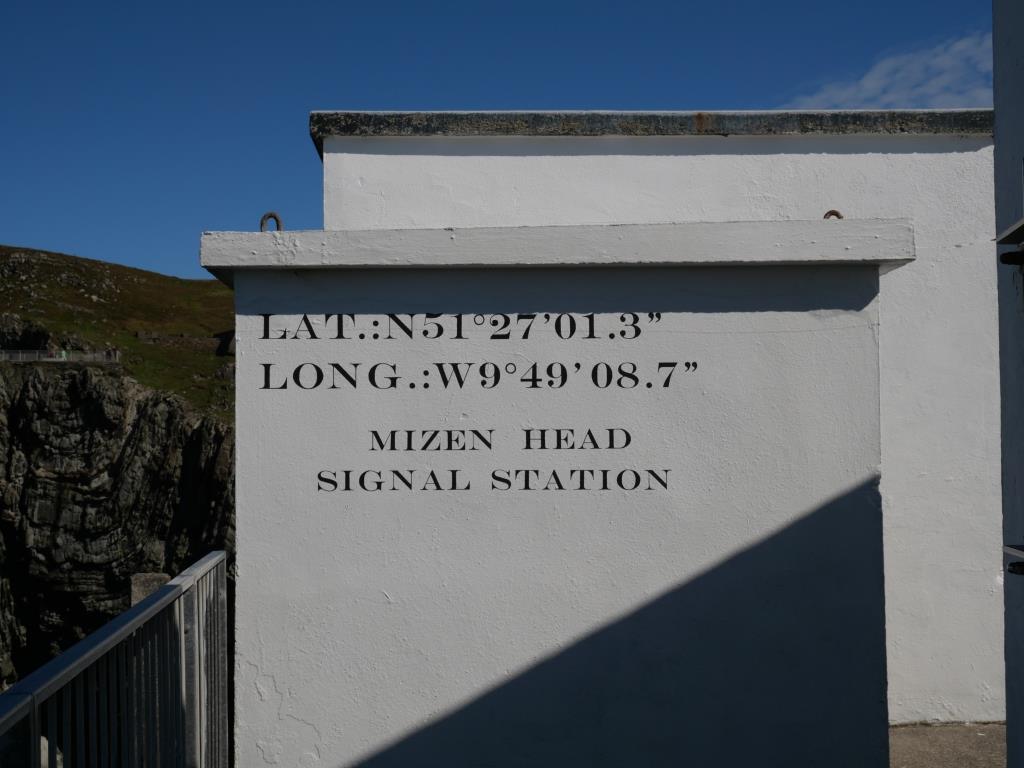 LAT.:N51°27’01.3”
LONG.:W9°49’08.7”
MIZEN HEAD
SIGNAL STATION